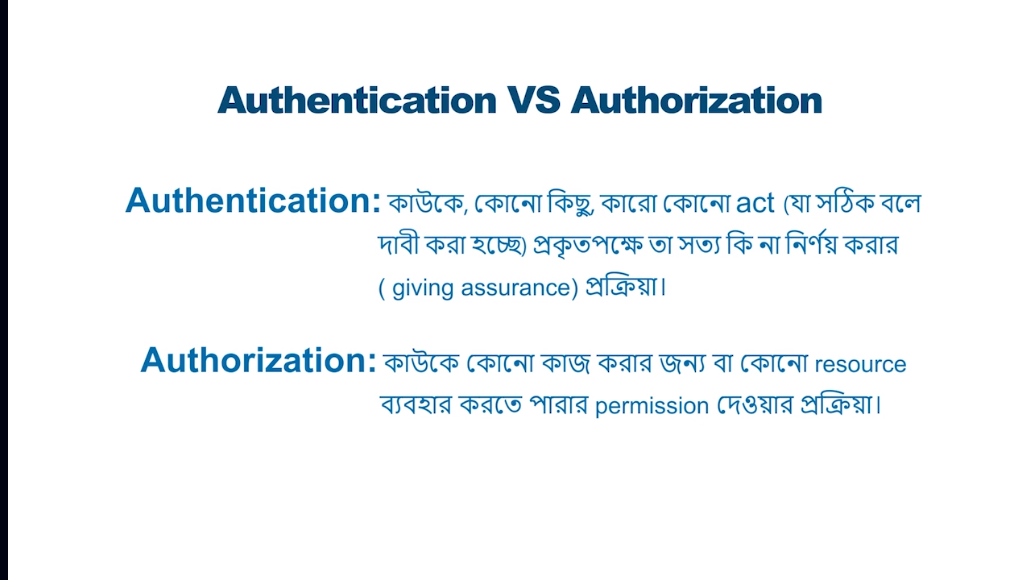 Authentication VS Authorization
Authentication: কাউকে, কোনো কিছু, কারো কোনো act (যা সঠিক বলে
দাবী করা হচ্ছে) প্রকৃতপক্ষে তা সত্য কি না নির্ণয় করার
( giving assurance) প্রক্রিয়া।
Authorization: কাউকে কোনো কাজ করার জন্য বা কোনো resource
ব্যবহার করতে পারার permission দেওয়ার প্রক্রিয়া।